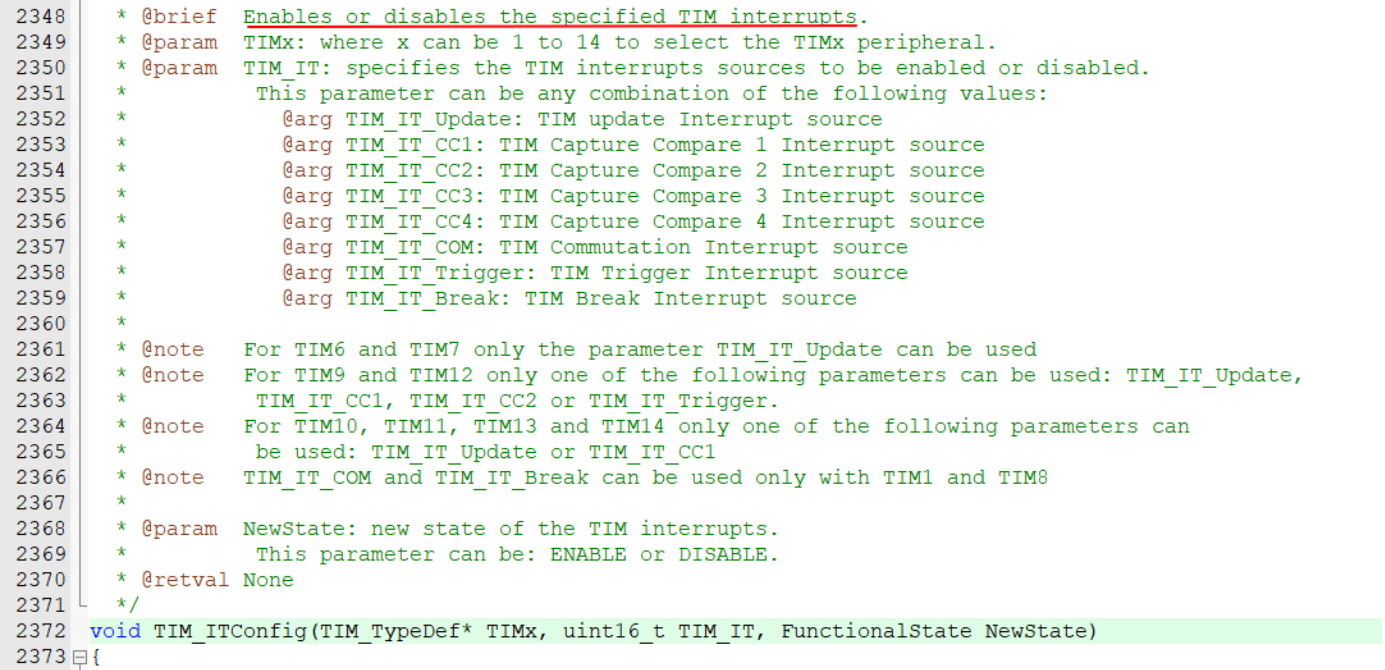 2348 * @brief Enables or disables the specified TIM interrupts.
2349 * @param TIMx: where x can be 1 to 14 to select the TIMx peripheral.
2350 * @param TIM_IT: specifies the TIM interrupts sources to be enabled or disabled.
2351 * This parameter can be any combination of the following values:
2352 * @arg TIM_IT_Update: TIM update Interrupt source
2353 * @arg TIM_IT_CC1: TIM Capture Compare 1 Interrupt source
2354 * @arg TIM_IT_CC2: TIM Capture Compare 2 Interrupt source
2355 * @arg TIM_IT_CC3: TIM Capture Compare 3 Interrupt source
2356 * @arg TIM_IT_CC4: TIM Capture Compare 4 Interrupt source
2357 * @arg TIM_IT_COM: TIM Commutation Interrupt source
2358 * @arg TIM_IT_Trigger: TIM Trigger Interrupt source
2359 * @arg TIM_IT_Break: TIM Break Interrupt source
2360 *
2361 * @note For TIM6 and TIM7 only the parameter TIM_IT_Update can be used
2362 * @note For TIM9 and TIM12 only one of the following parameters can be used: TIM_IT_Update,
2363 * TIM_IT_CC1, TIM_IT_CC2 or TIM_IT_Trigger.
2364 * @note For TIM10, TIM11, TIM13 and TIM14 only one of the following parameters can
2365 * be used: TIM_IT_Update or TIM_IT_CC1
2366 * @note TIM_IT_COM and TIM_IT_Break can be used only with TIM1 and TIM8
2367 *
2368 * @param NewState: new state of the TIM interrupts.
2369 * This parameter can be: ENABLE or DISABLE.
2370 * @retval None
2371 */
2372 void TIM_ITConfig(TIM_TypeDef* TIMx, uint16_t TIM_IT, FunctionalState NewState)
2373 {